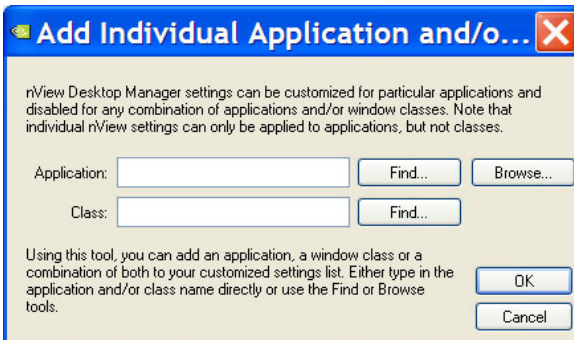 Add Individual Application and/o...
nView Desktop Manager settings can be customized for particular applications and
disabled for any combination of applications and/or window classes. Note that
individual nView settings can only be applied to applications, but not classes.
Application: Find... Browse...
Class: Find...
Using this tool, you can add an application, a window class or a
combination of both to your customized settings list. Either type in the
application and/or class name directly or use the Find or Browse
tools.
OK
Cancel